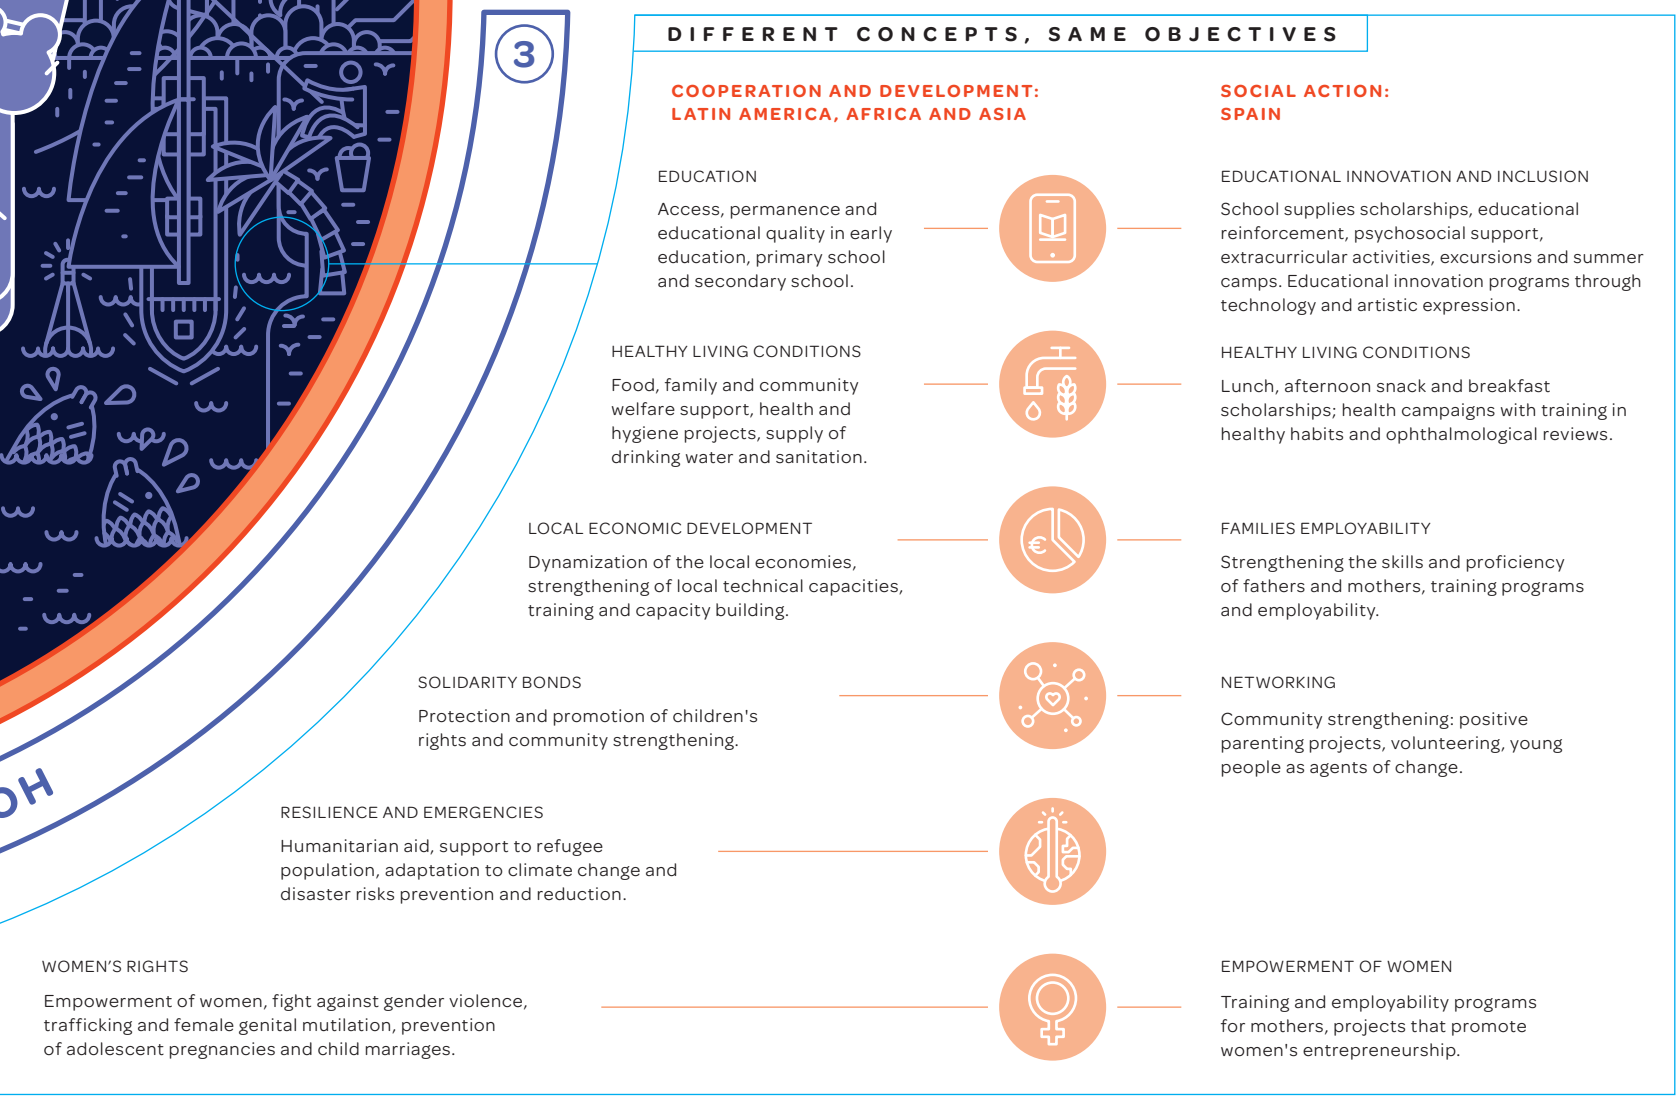 3
DIFFERENT CONCEPTS, SAME OBJECTIVES
COOPERATION AND DEVELOPMENT:
LATIN AMERICA, AFRICA AND ASIA
SOCIAL ACTION:
SPAIN
EDUCATION
Access, permanence and
educational quality in early
education, primary school
and secondary school.
EDUCATIONAL INNOVATION AND INCLUSION
School supplies scholarships, educational
reinforcement, psychosocial support,
extracurricular activities, excursions and summer
camps. Educational innovation programs through
technology and artistic expression.
HEALTHY LIVING CONDITIONS
Food, family and community
welfare support, health and
hygiene projects, supply of
drinking water and sanitation.
HEALTHY LIVING CONDITIONS
Lunch, afternoon snack and breakfast
scholarships; health campaigns with training in
healthy habits and ophthalmological reviews.
LOCAL ECONOMIC DEVELOPMENT
Dynamization of the local economies,
strengthening of local technical capacities,
training and capacity building.
€
FAMILIES EMPLOYABILITY
Strengthening the skills and proficiency
of fathers and mothers, training programs
and employability.
SOLIDARITY BONDS
Protection and promotion of children's
rights and community strengthening.
NETWORKING
Community strengthening: positive
parenting projects, volunteering, young
people as agents of change.
RESILIENCE AND EMERGENCIES
Humanitarian aid, support to refugee
population, adaptation to climate change and
disaster risks prevention and reduction.
WOMEN’S RIGHTS
Empowerment of women, fight against gender violence,
trafficking and female genital mutilation, prevention
of adolescent pregnancies and child marriages.
EMPOWERMENT OF WOMEN
Training and employability programs
for mothers, projects that promote
women's entrepreneurship.